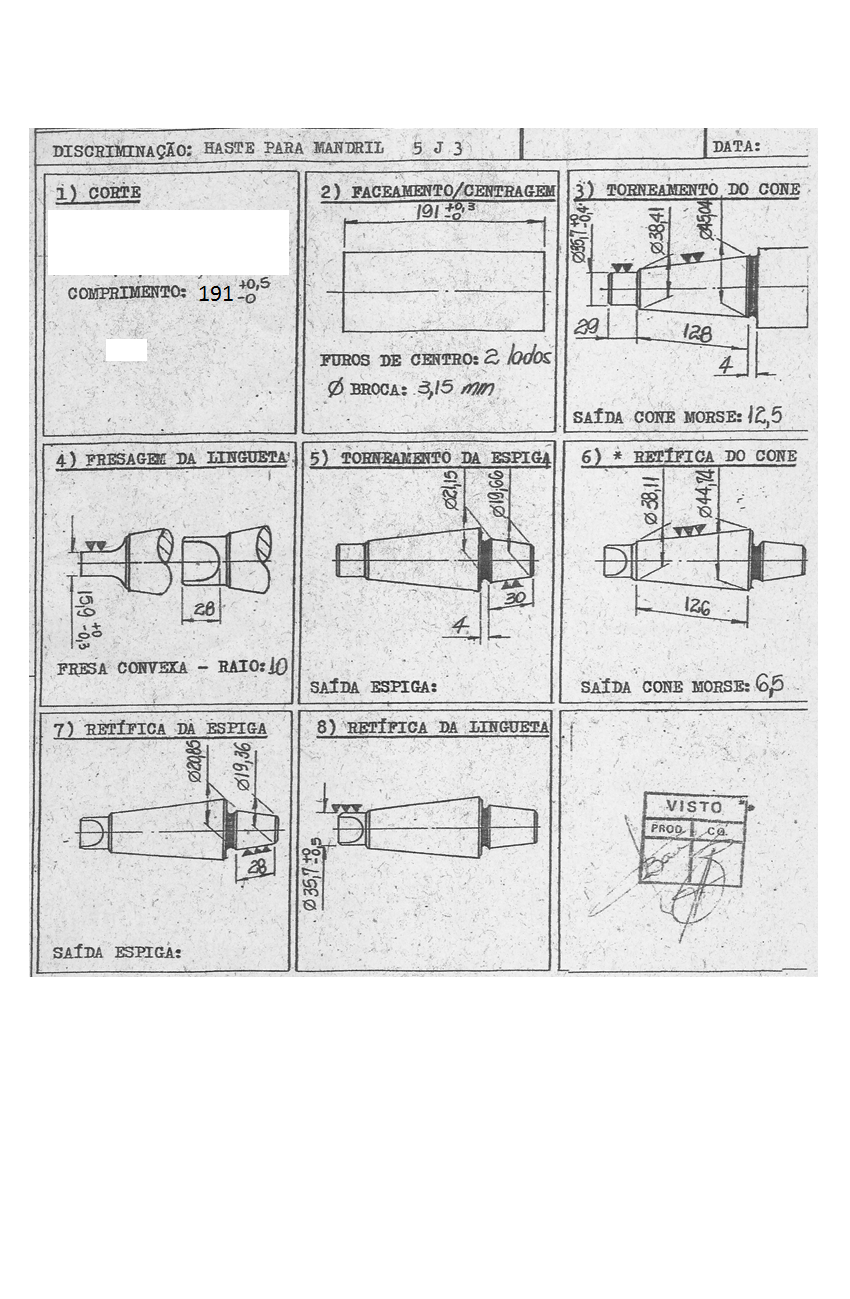 DISCRIMINAÇÃO: HASTE PARA MANDRIL 5 J 3
DATA:
1) CORTE
COMPRIMENTO: 191 +0,5 -0
2) FACEAMENTO/CENTRAGEM
191 +0,3 -0
FUROS DE CENTRO: 2 lados
Ø BROCA: 3,15 mm
3) TORNEAMENTO DO CONE
Ø35,7 +0 -0,4
Ø38,41
Ø45,04
29
128
4
SAÍDA CONE MORSE: 12,5
4) FRESAGEM DA LINGUETA
15,9 +0 -0,3
28
FRESA CONVEXA - RAIO: 10
5) TORNEAMENTO DA ESPIGA
Ø21,15
Ø19,66
30
4
SAÍDA ESPIGA:
6) * RETÍFICA DO CONE
Ø38,11
Ø44,74
126
SAÍDA CONE MORSE: 6,5
7) RETÍFICA DA ESPIGA
Ø20,85
Ø19,36
28
SAÍDA ESPIGA:
8) RETÍFICA DA LINGUETA
Ø35,7 +0 -0,5
VISTO
PROD. CQ.